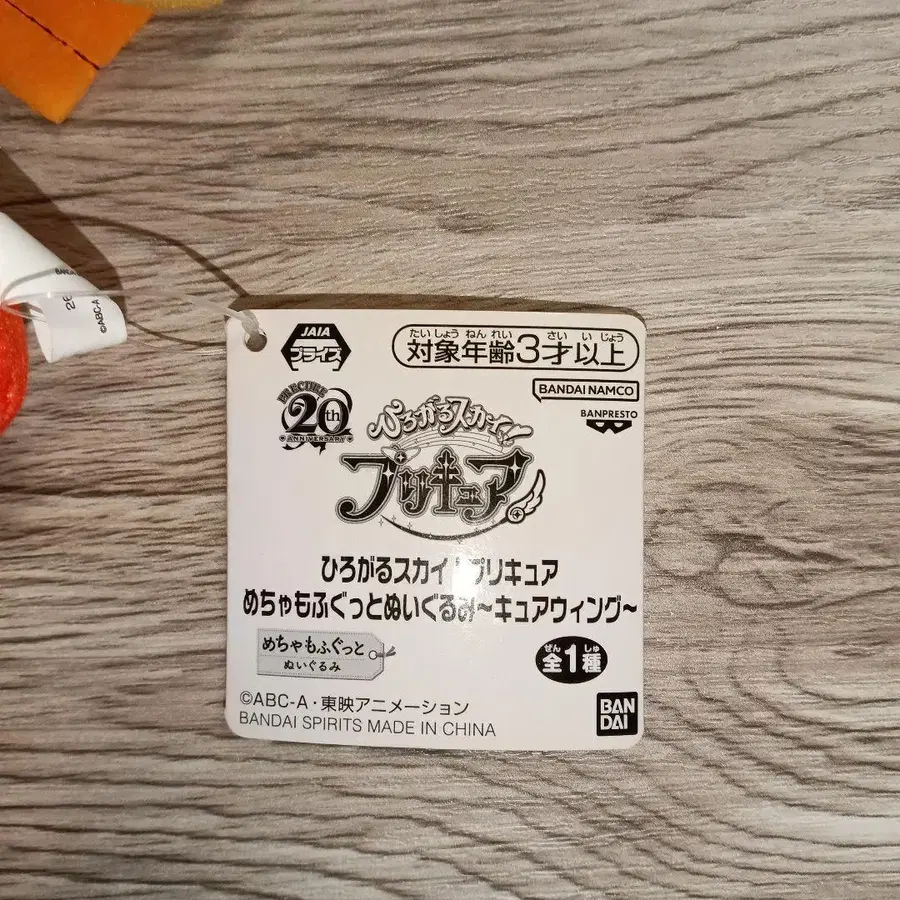 JAIA
プライズ
たいしょうねんれい さいいじょう
対象年齢3才以上
BANDAI NAMCO
BANPRESTO
PRECURE
20th
ANNIVERSARY
ひろがるスカイ!
プリキュア
ひろがるスカイ!プリキュア
めちゃもふぐっとぬいぐるみ~キュアウィング~
めちゃもふぐっと
ぬいぐるみ
ぜん しゅ
全1種
©ABC-A・東映アニメーション
BANDAI SPIRITS MADE IN CHINA
BAN
DAI
©ABC-A